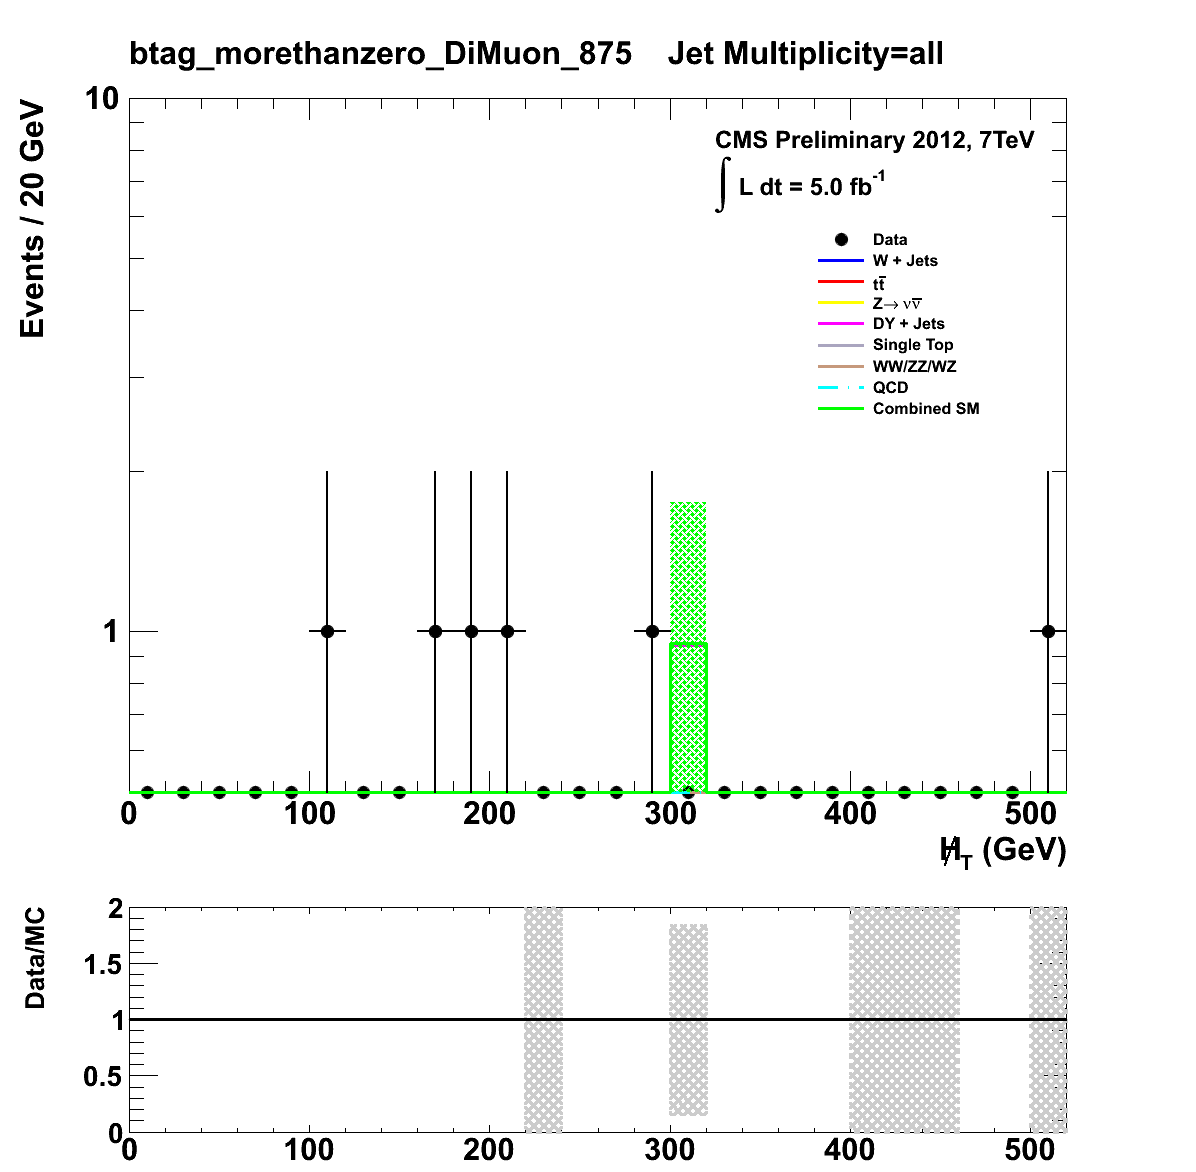 btag_morethanzero_DiMuon_875 Jet Multiplicity=all
Events / 20 GeV
10
1
CMS Preliminary 2012, 7TeV
∫ L dt = 5.0 fb⁻¹
Data
W + Jets
tt̅
Z→ νν̅
DY + Jets
Single Top
WW/ZZ/WZ
QCD
Combined SM
0 100 200 300 400 500
H̸_T (GeV)
Data/MC
2
1.5
1
0.5
0
0 100 200 300 400 500